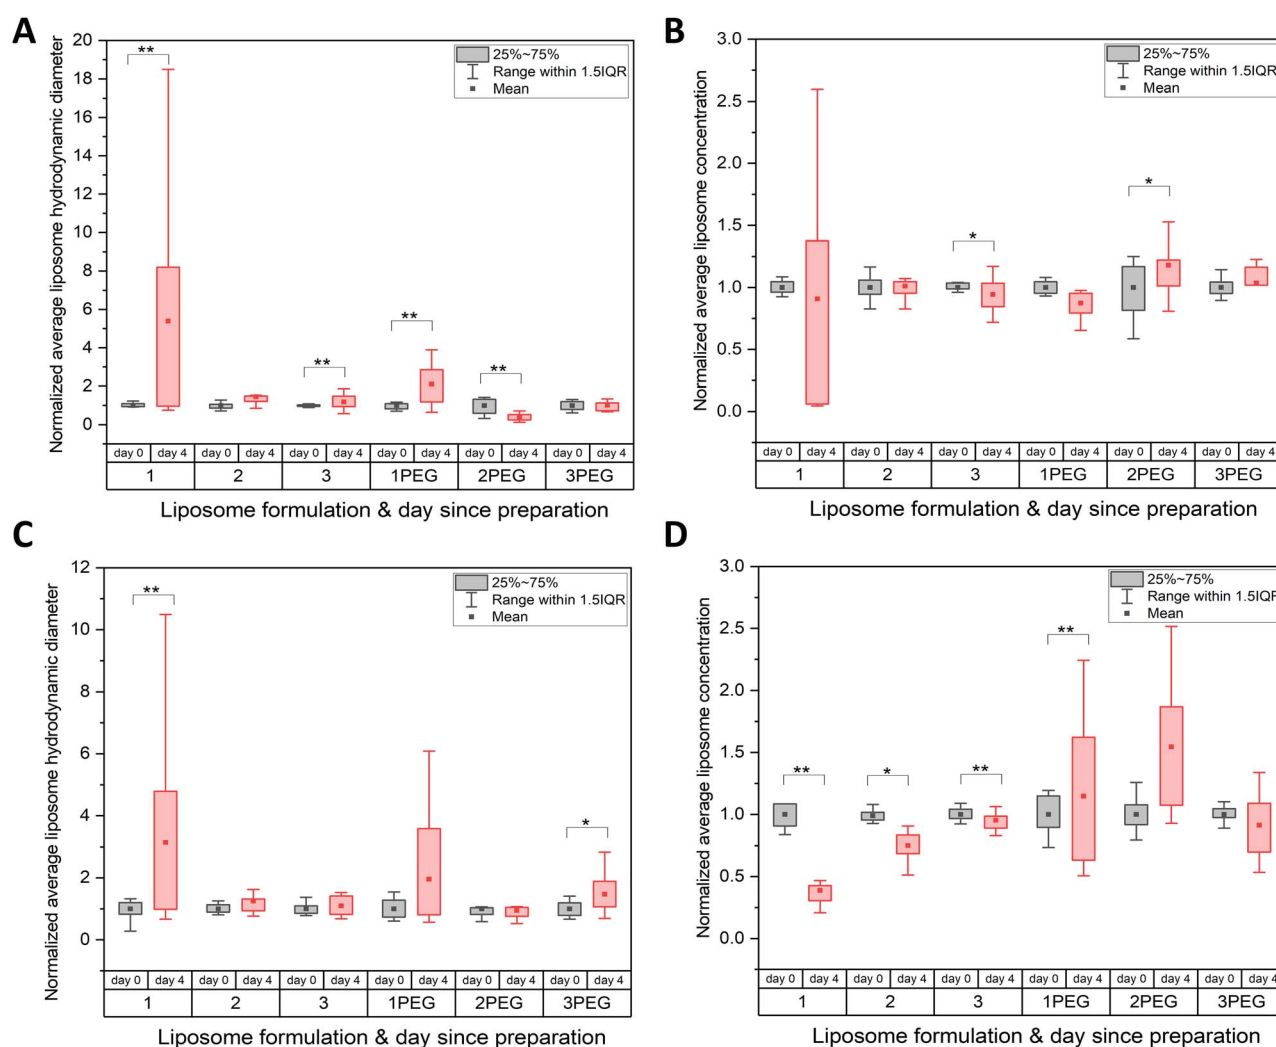 A
Normalized average liposome hydrodynamic diameter
20
18
16
14
12
10
8
6
4
2
0
25%~75%
Range within 1.5IQR
Mean
**
**
**
**
day 0 day 4 day 0 day 4 day 0 day 4 day 0 day 4 day 0 day 4 day 0 day 4
1 2 3 1PEG 2PEG 3PEG
Liposome formulation & day since preparation
B
Normalized average liposome concentration
3.0
2.5
2.0
1.5
1.0
0.5
0.0
25%~75%
Range within 1.5IQR
Mean
*
*
day 0 day 4 day 0 day 4 day 0 day 4 day 0 day 4 day 0 day 4 day 0 day 4
1 2 3 1PEG 2PEG 3PEG
Liposome formulation & day since preparation
C
Normalized average liposome hydrodynamic diameter
12
10
8
6
4
2
0
25%~75%
Range within 1.5IQR
Mean
**
*
day 0 day 4 day 0 day 4 day 0 day 4 day 0 day 4 day 0 day 4 day 0 day 4
1 2 3 1PEG 2PEG 3PEG
Liposome formulation & day since preparation
D
Normalized average liposome concentration
3.0
2.5
2.0
1.5
1.0
0.5
0.0
25%~75%
Range within 1.5IQR
Mean
**
*
**
**
day 0 day 4 day 0 day 4 day 0 day 4 day 0 day 4 day 0 day 4 day 0 day 4
1 2 3 1PEG 2PEG 3PEG
Liposome formulation & day since preparation